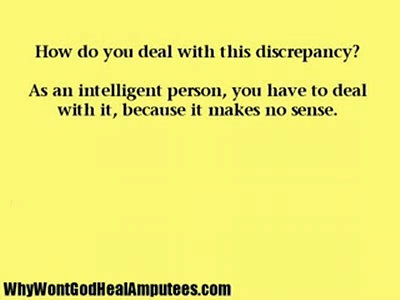 How do you deal with this discrepancy?
As an intelligent person, you have to deal
with it, because it makes no sense.
WhyWontGodHealAmputees.com